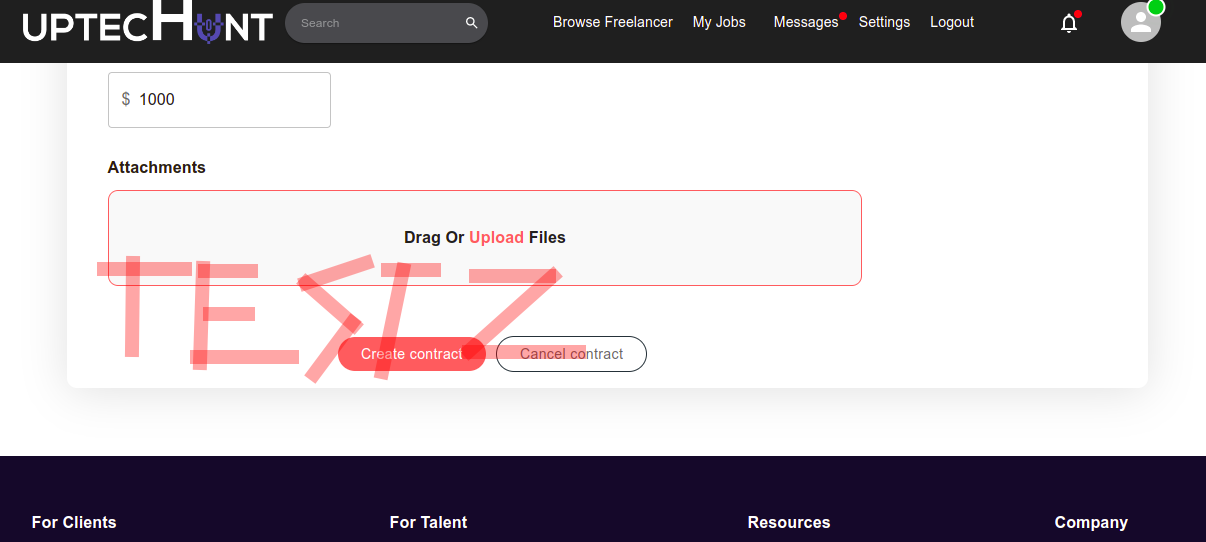 UPTECHUNT
Search
Browse Freelancer My Jobs Messages Settings Logout
$ 1000
Attachments
Drag Or Upload Files
TESTZ
Create contract Cancel contract
For Clients For Talent Resources Company